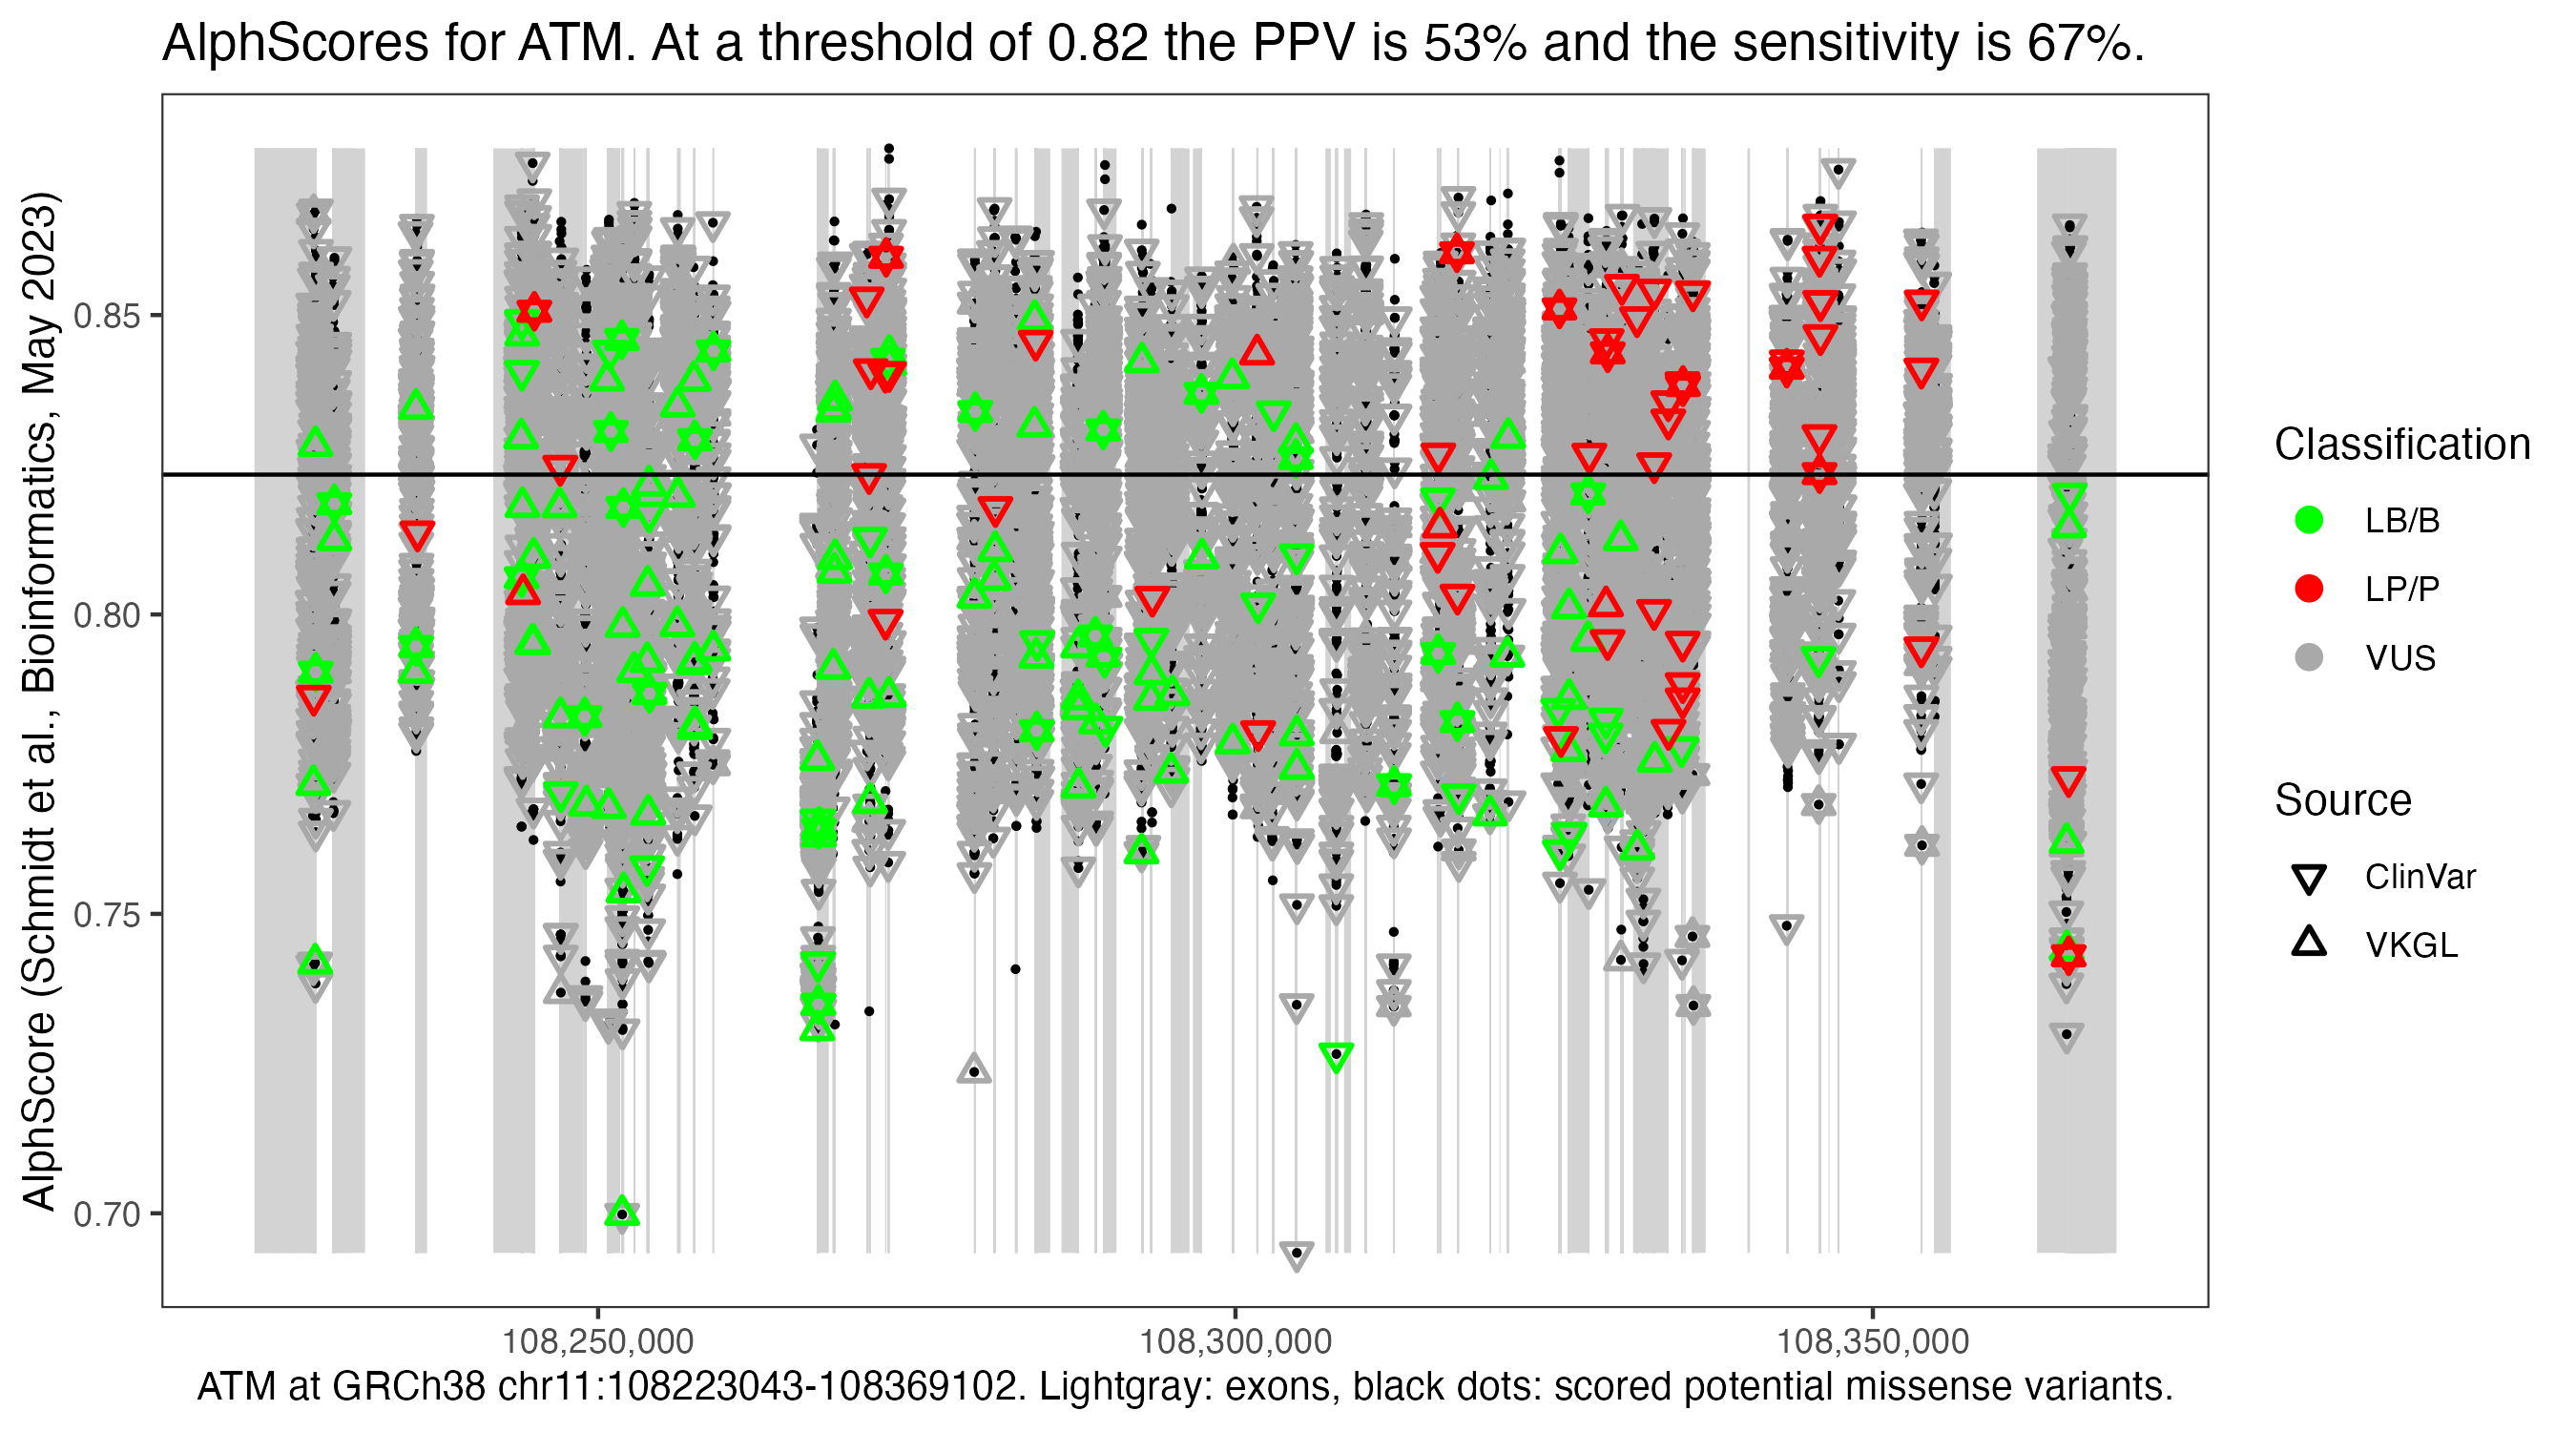 AlphScores for ATM. At a threshold of 0.82 the PPV is 53% and the sensitivity is 67%.
AlphScore (Schmidt et al., Bioinformatics, May 2023)
0.85
0.80
0.75
0.70
108,250,000
108,300,000
108,350,000
ATM at GRCh38 chr11:108223043-108369102. Lightgray: exons, black dots: scored potential missense variants.
Classification
LB/B
LP/P
VUS
Source
ClinVar
VKGL